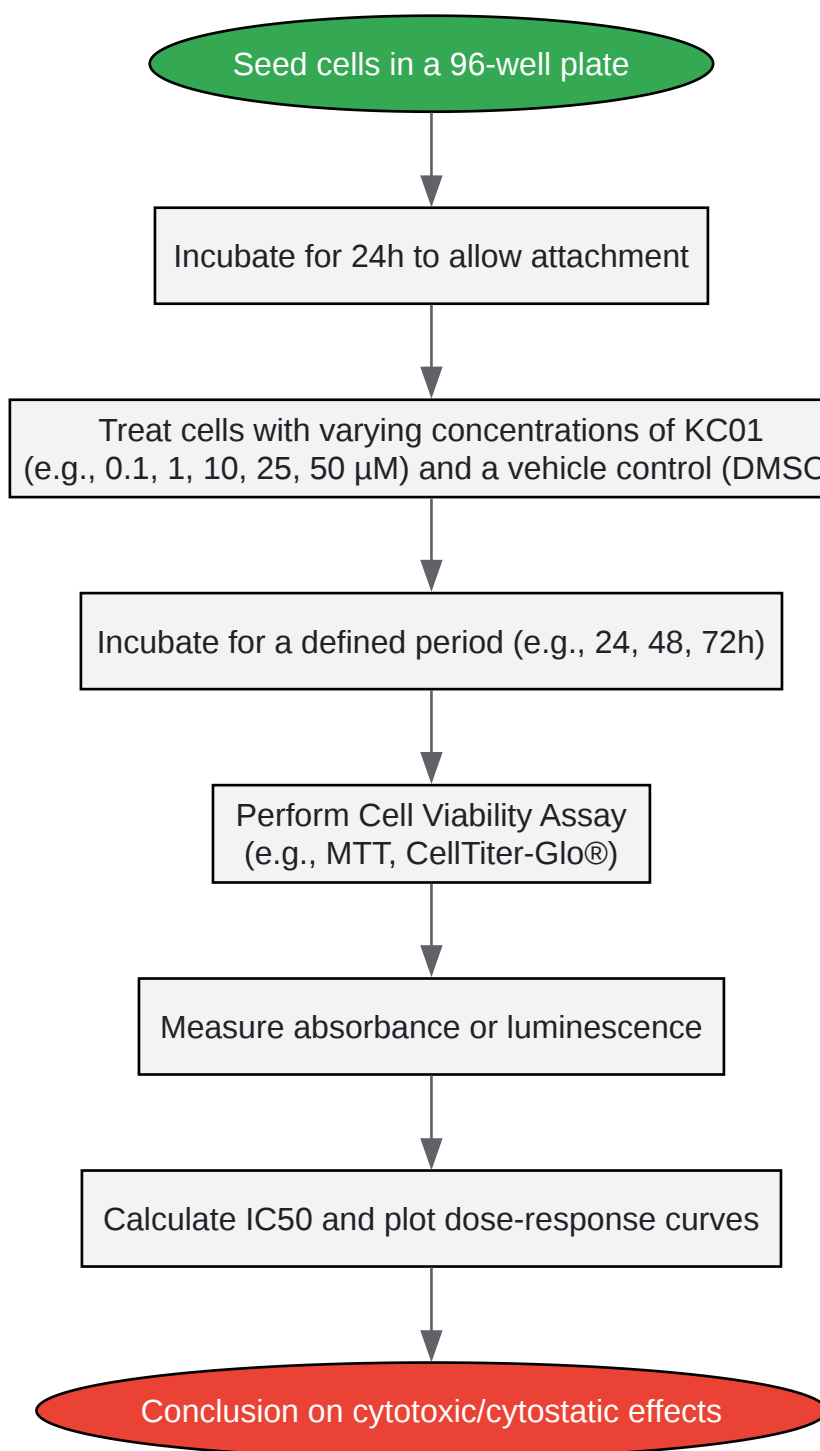 Seed cells in a 96-well plate
Incubate for 24h to allow attachment
Treat cells with varying concentrations of KC01
(e.g., 0.1, 1, 10, 25, 50 µM) and a vehicle control (DMSO
Incubate for a defined period (e.g., 24, 48, 72h)
Perform Cell Viability Assay
(e.g., MTT, CellTiter-Glo®)
Measure absorbance or luminescence
Calculate IC50 and plot dose-response curves
Conclusion on cytotoxic/cytostatic effects